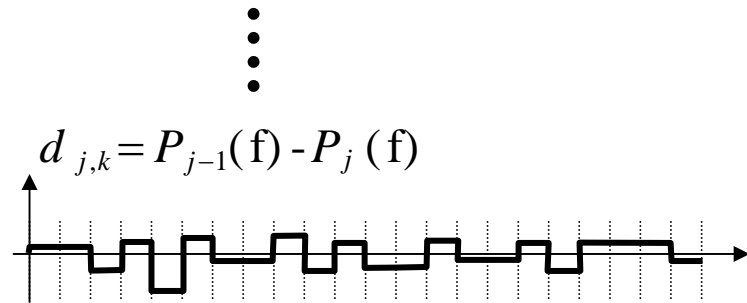 d j,k = P j−1(f) - P j (f)